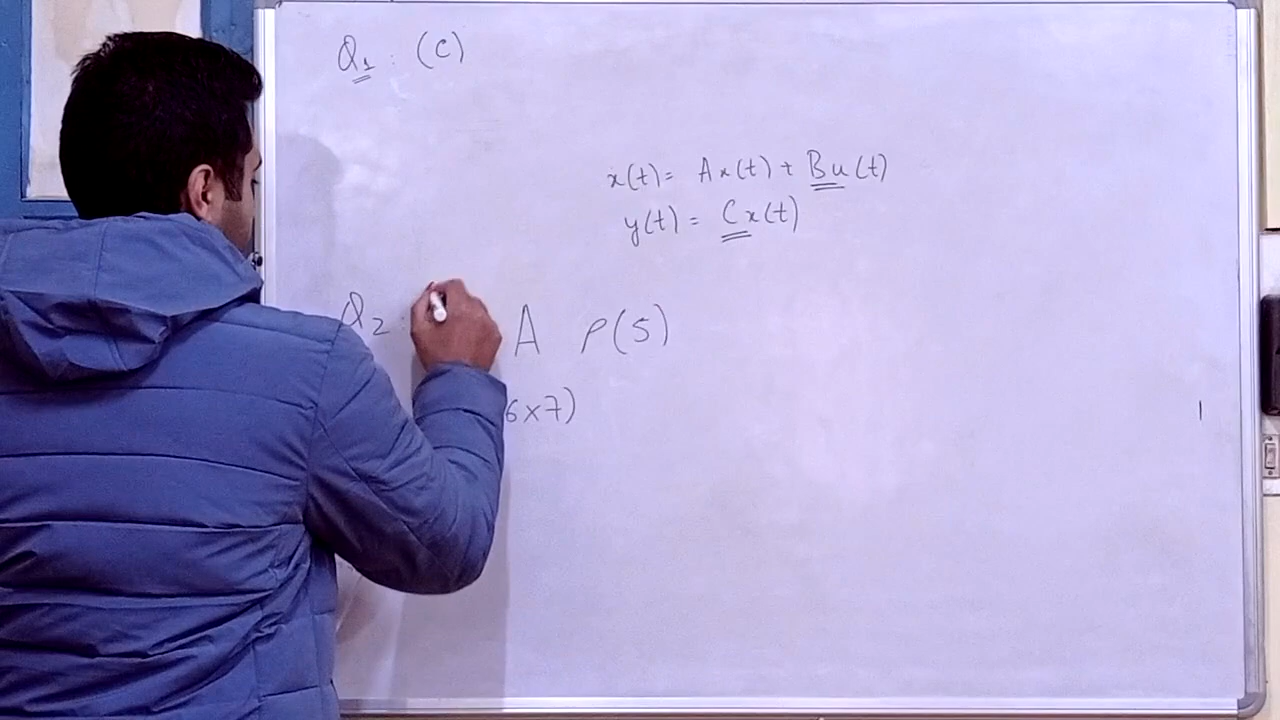 Q1 : (C)
ẋ(t) = Ax(t) + Bu(t)
y(t) = Cx(t)
Q2 : A ρ(5)
6x7)